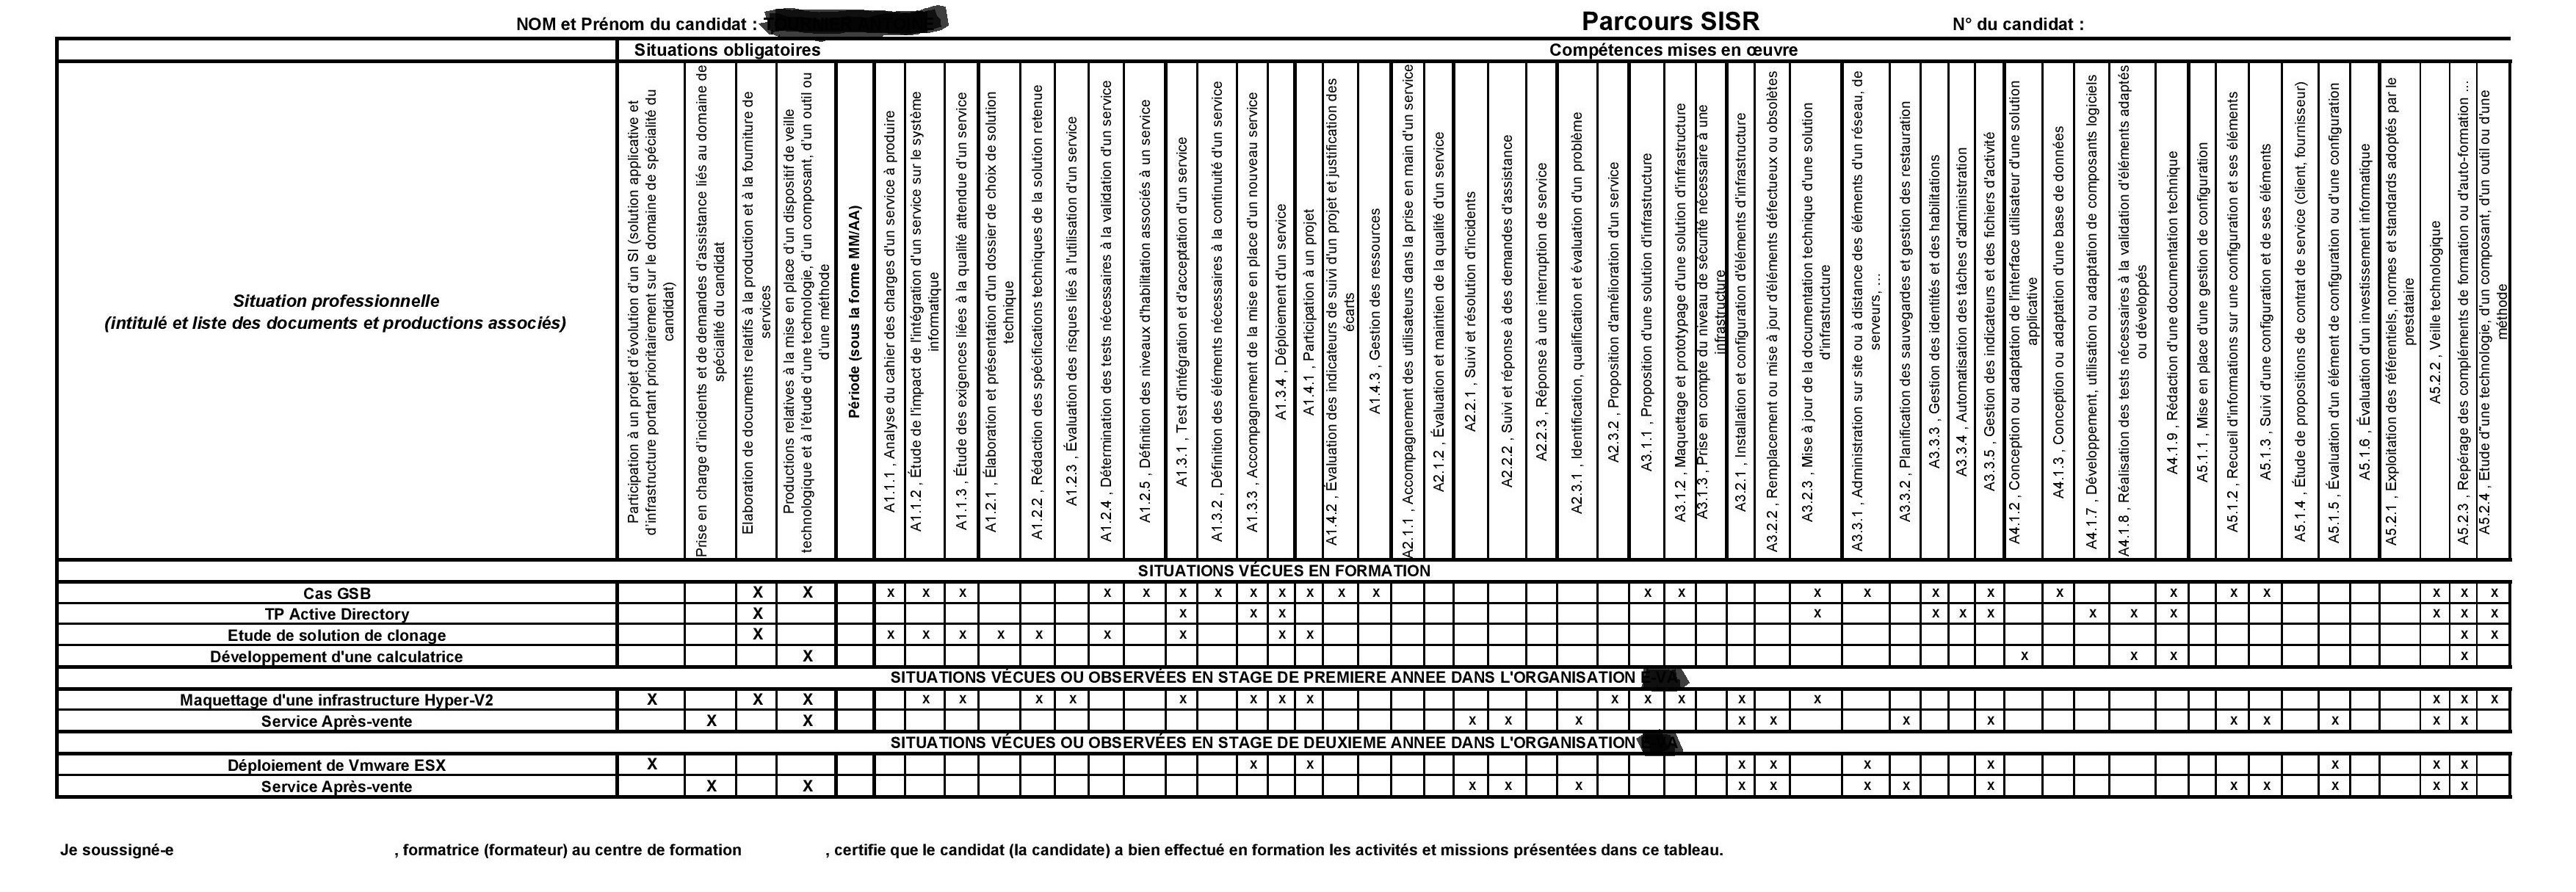 Parcours SISR
NOM et Prénom du candidat :
N° du candidat :
Situations obligatoires
Compétences mises en œuvre
Situation professionnelle
(intitulé et liste des documents et productions associés)
Participation à un projet d'évolution d'un SI (solution applicative et
d'infrastructure portant prioritairement sur le domaine de spécialité du
candidat)
Prise en charge d'incidents et de demandes d'assistance liés au domaine de
spécialité du candidat
Elaboration de documents relatifs à la production et à la fourniture de
services
Productions relatives à la mise en place d'un dispositif de veille
technologique et à l'étude d'une technologie, d'un composant, d'un outil ou
d'une méthode
Période (sous la forme MM/AA)
A1.1.1 , Analyse du cahier des charges d'un service à produire
A1.1.2 , Étude de l'impact de l'intégration d'un service sur le système
informatique
A1.1.3 , Étude des exigences liées à la qualité attendue d'un service
A1.2.1 , Élaboration et présentation d'un dossier de choix de solution
technique
A1.2.2 , Rédaction des spécifications techniques de la solution retenue
A1.2.3 , Évaluation des risques liés à l'utilisation d'un service
A1.2.4 , Détermination des tests nécessaires à la validation d'un service
A1.2.5 , Définition des niveaux d'habilitation associés à un service
A1.3.1 , Test d'intégration et d'acceptation d'un service
A1.3.2 , Définition des éléments nécessaires à la continuité d'un service
A1.3.3 , Accompagnement de la mise en place d'un nouveau service
A1.3.4 , Déploiement d'un service
A1.4.1 , Participation à un projet
A1.4.2 , Évaluation des indicateurs de suivi d'un projet et justification des
écarts
A1.4.3 , Gestion des ressources
A2.1.1 , Accompagnement des utilisateurs dans la prise en main d'un service
A2.1.2 , Évaluation et maintien de la qualité d'un service
A2.2.1 , Suivi et résolution d'incidents
A2.2.2 , Suivi et réponse à des demandes d'assistance
A2.2.3 , Réponse à une interruption de service
A2.3.1 , Identification, qualification et évaluation d'un problème
A2.3.2 , Proposition d'amélioration d'un service
A3.1.1 , Proposition d'une solution d'infrastructure
A3.1.2 , Maquettage et prototypage d'une solution d'infrastructure
A3.1.3 , Prise en compte du niveau de sécurité nécessaire à une
infrastructure
A3.2.1 , Installation et configuration d'éléments d'infrastructure
A3.2.2 , Remplacement ou mise à jour d'éléments défectueux ou obsolètes
A3.2.3 , Mise à jour de la documentation technique d'une solution
d'infrastructure
A3.3.1 , Administration sur site ou à distance des éléments d'un réseau, de
serveurs, …
A3.3.2 , Planification des sauvegardes et gestion des restauration
A3.3.3 , Gestion des identités et des habilitations
A3.3.4 , Automatisation des tâches d'administration
A3.3.5 , Gestion des indicateurs et des fichiers d'activité
A4.1.2 , Conception ou adaptation de l'interface utilisateur d'une solution
applicative
A4.1.3 , Conception ou adaptation d'une base de données
A4.1.7 , Développement, utilisation ou adaptation de composants logiciels
A4.1.8 , Réalisation des tests nécessaires à la validation d'éléments adaptés
ou développés
A4.1.9 , Rédaction d'une documentation technique
A5.1.1 , Mise en place d'une gestion de configuration
A5.1.2 , Recueil d'informations sur une configuration et ses éléments
A5.1.3 , Suivi d'une configuration et de ses éléments
A5.1.4 , Étude de propositions de contrat de service (client, fournisseur)
A5.1.5 , Évaluation d'un élément de configuration ou d'une configuration
A5.1.6 , Évaluation d'un investissement informatique
A5.2.1 , Exploitation des référentiels, normes et standards adoptés par le
prestataire
A5.2.2 , Veille technologique
A5.2.3 , Repérage des compléments de formation ou d'auto-formation ...
A5.2.4 , Etude d˜une technologie, d'un composant, d'un outil ou d'une
méthode
SITUATIONS VÉCUES EN FORMATION
Cas GSB X X x x x x x x x x x x x x x x x x x x x x x x x x x x x
TP Active Directory X x x x x x x x x x x x x x
Etude de solution de clonage X x x x x x x x x x x x
Développement d'une calculatrice X x x x x
SITUATIONS VÉCUES OU OBSERVÉES EN STAGE DE PREMIERE ANNEE DANS L'ORGANISATION
Maquettage d'une infrastructure Hyper-V2 X X X x x x x x x x x x x x x x x x x
Service Après-vente X X x x x x x x x x x x x x
SITUATIONS VÉCUES OU OBSERVÉES EN STAGE DE DEUXIEME ANNEE DANS L'ORGANISATION
Déploiement de Vmware ESX X x x x x x x x x x
Service Après-vente X X x x x x x x x x x x x x x
Je soussigné-e , formatrice (formateur) au centre de formation , certifie que le candidat (la candidate) a bien effectué en formation les activités et missions présentées dans ce tableau.